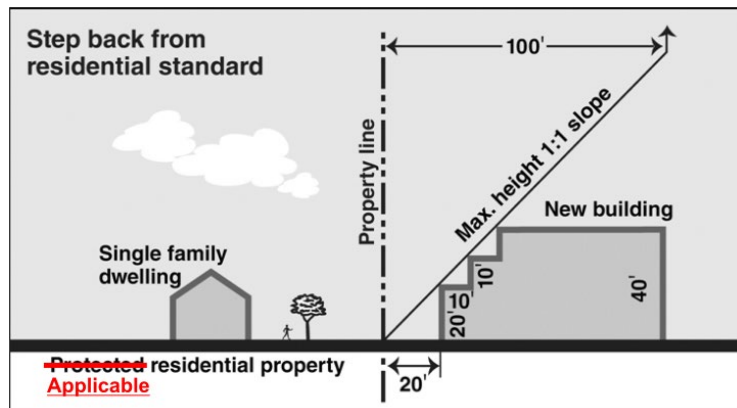 Step back from
residential standard
100'
Property line
Max. height 1:1 slope
New building
Single family
dwelling
10'
10'
20'
40'
Protected residential property
Applicable
20'